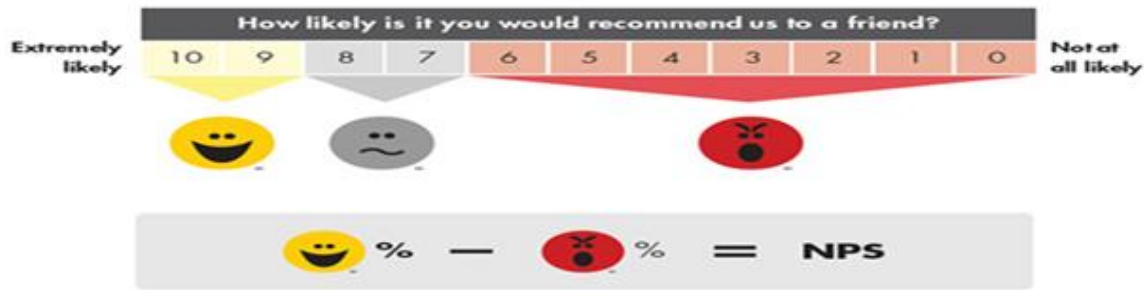 How likely is it you would recommend us to a friend?
Extremely likely
10 9 8 7 6 5 4 3 2 1 0
Not at all likely
% — % = NPS